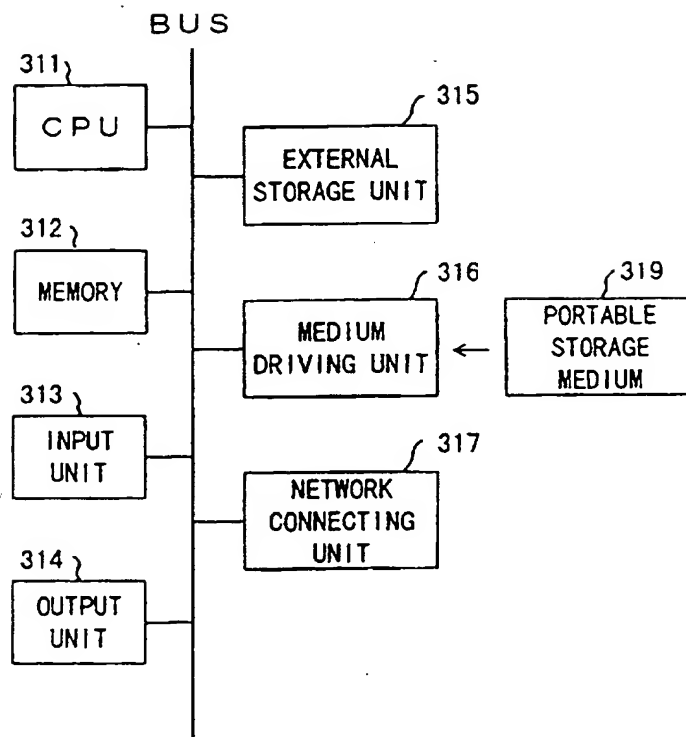 BUS
311
CPU
312
MEMORY
313
INPUT
UNIT
314
OUTPUT
UNIT
315
EXTERNAL
STORAGE UNIT
316
MEDIUM
DRIVING UNIT
319
PORTABLE
STORAGE
MEDIUM
317
NETWORK
CONNECTING
UNIT